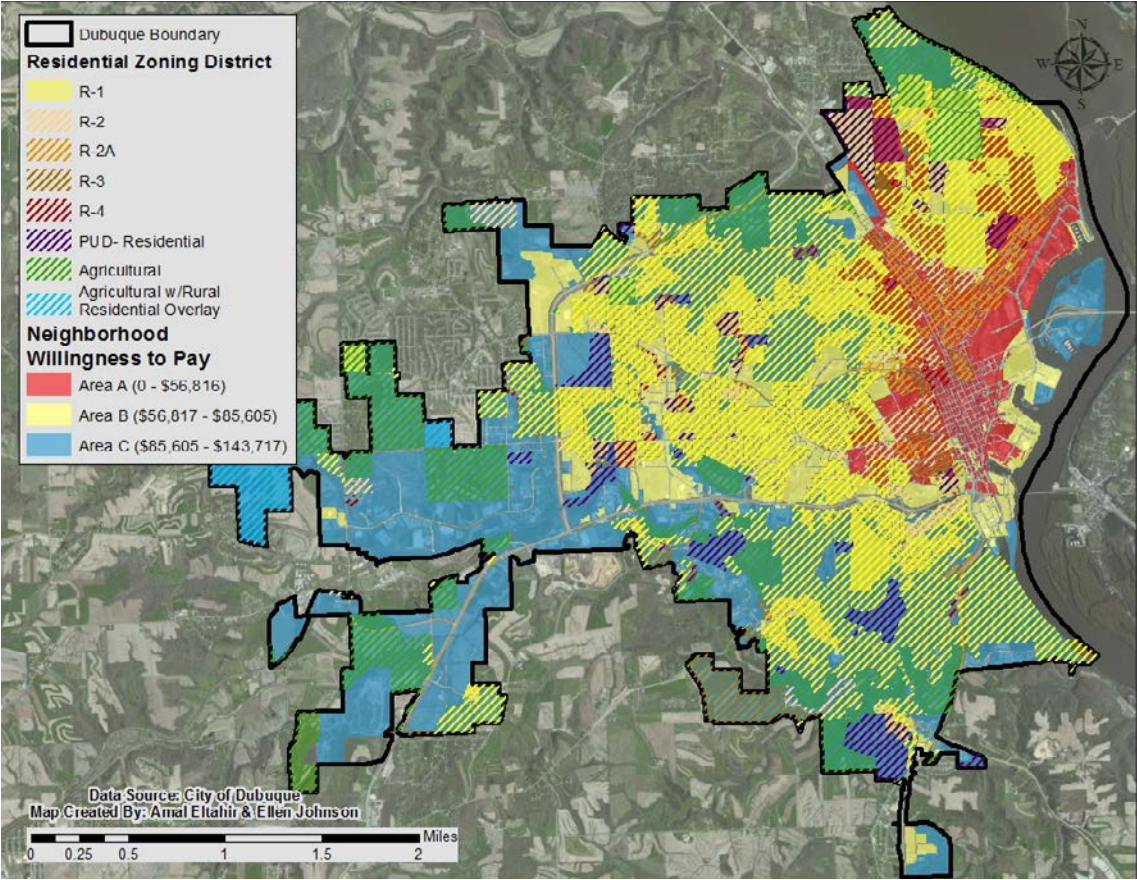 Dubuque Boundary
Residential Zoning District
R-1
R-2
R-2A
R-3
R-4
PUD- Residential
Agricultural
Agricultural w/Rural
Residential Overlay
Neighborhood
Willingness to Pay
Area A (0 - $56,816)
Area B ($56,817 - $85,605)
Area C ($85,605 - $143,717)
N
W
E
S
Data Source: City of Dubuque
Map Created By: Amal Eltahir & Ellen Johnson
Miles
0 0.25 0.5 1 1.5 2